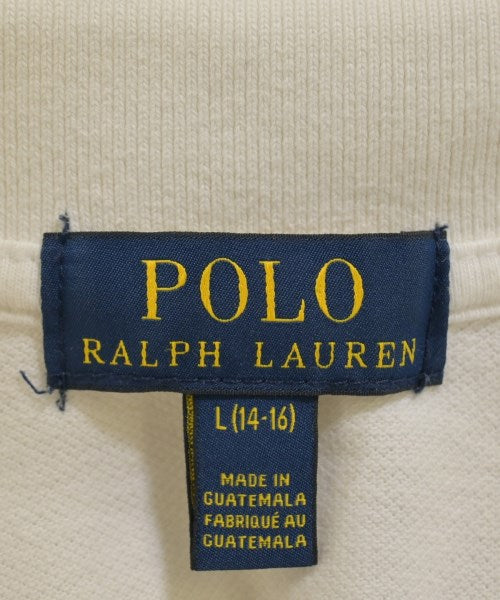 POLO
RALPH LAUREN
L (14-16)
MADE IN
GUATEMALA
FABRIQUÉ AU
GUATEMALA